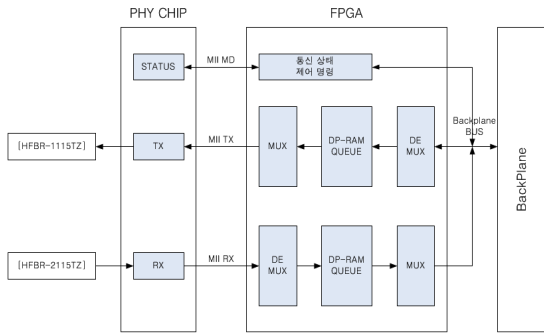 PHY CHIP
FPGA
STATUS
MII MD
통신 상태
제어 명령
Backplane
BUS
[HFBR-1115TZ]
TX
MII TX
MUX
DP-RAM
QUEUE
DE
MUX
BackPlane
[HFBR-2115TZ]
RX
MII RX
DE
MUX
DP-RAM
QUEUE
MUX